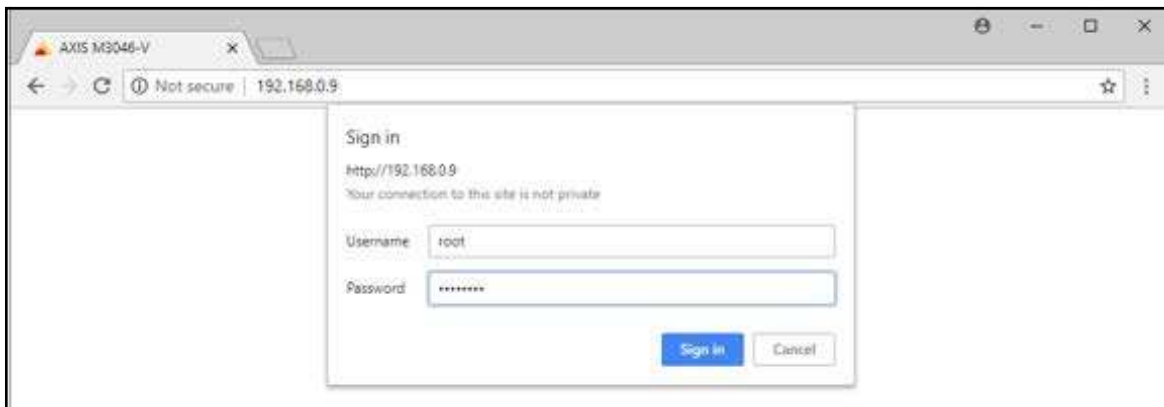 AXIS M3046-V
Not secure | 192.168.0.9
Sign in
http://192.168.0.9
Your connection to this site is not private
Username root
Password ••••••••
Sign in Cancel